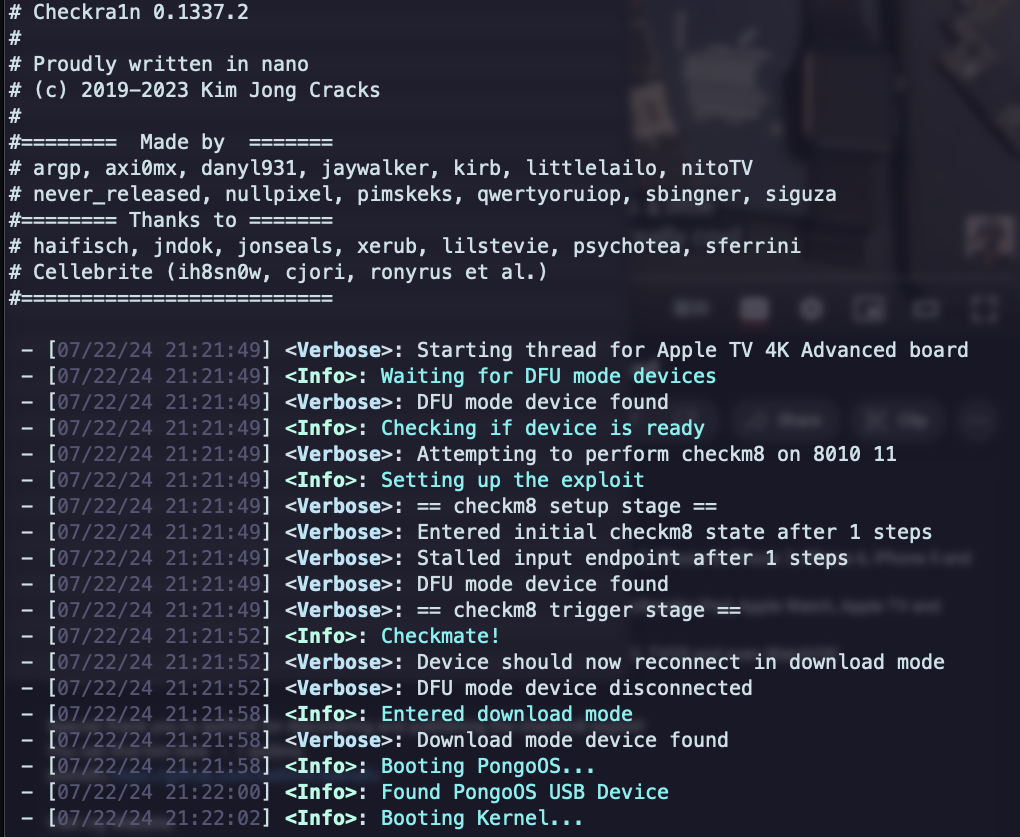 # Checkra1n 0.1337.2
#
# Proudly written in nano
# (c) 2019-2023 Kim Jong Cracks
#
#========  Made by  =======
# argp, axi0mx, danyl931, jaywalker, kirb, littlelailo, nitoTV
# never_released, nullpixel, pimskeks, qwertyoruiop, sbingner, siguza
#======== Thanks to =======
# haifisch, jndok, jonseals, xerub, lilstevie, psychotea, sferrini
# Cellebrite (ih8sn0w, cjori, ronyrus et al.)
#==========================
- [07/22/24 21:21:49] <Verbose>: Starting thread for Apple TV 4K Advanced board
- [07/22/24 21:21:49] <Info>: Waiting for DFU mode devices
- [07/22/24 21:21:49] <Verbose>: DFU mode device found
- [07/22/24 21:21:49] <Info>: Checking if device is ready
- [07/22/24 21:21:49] <Verbose>: Attempting to perform checkm8 on 8010 11
- [07/22/24 21:21:49] <Info>: Setting up the exploit
- [07/22/24 21:21:49] <Verbose>: == checkm8 setup stage ==
- [07/22/24 21:21:49] <Verbose>: Entered initial checkm8 state after 1 steps
- [07/22/24 21:21:49] <Verbose>: Stalled input endpoint after 1 steps
- [07/22/24 21:21:49] <Verbose>: DFU mode device found
- [07/22/24 21:21:49] <Verbose>: == checkm8 trigger stage ==
- [07/22/24 21:21:52] <Info>: Checkmate!
- [07/22/24 21:21:52] <Verbose>: Device should now reconnect in download mode
- [07/22/24 21:21:52] <Verbose>: DFU mode device disconnected
- [07/22/24 21:21:58] <Info>: Entered download mode
- [07/22/24 21:21:58] <Verbose>: Download mode device found
- [07/22/24 21:21:58] <Info>: Booting PongoOS...
- [07/22/24 21:22:00] <Info>: Found PongoOS USB Device
- [07/22/24 21:22:02] <Info>: Booting Kernel...